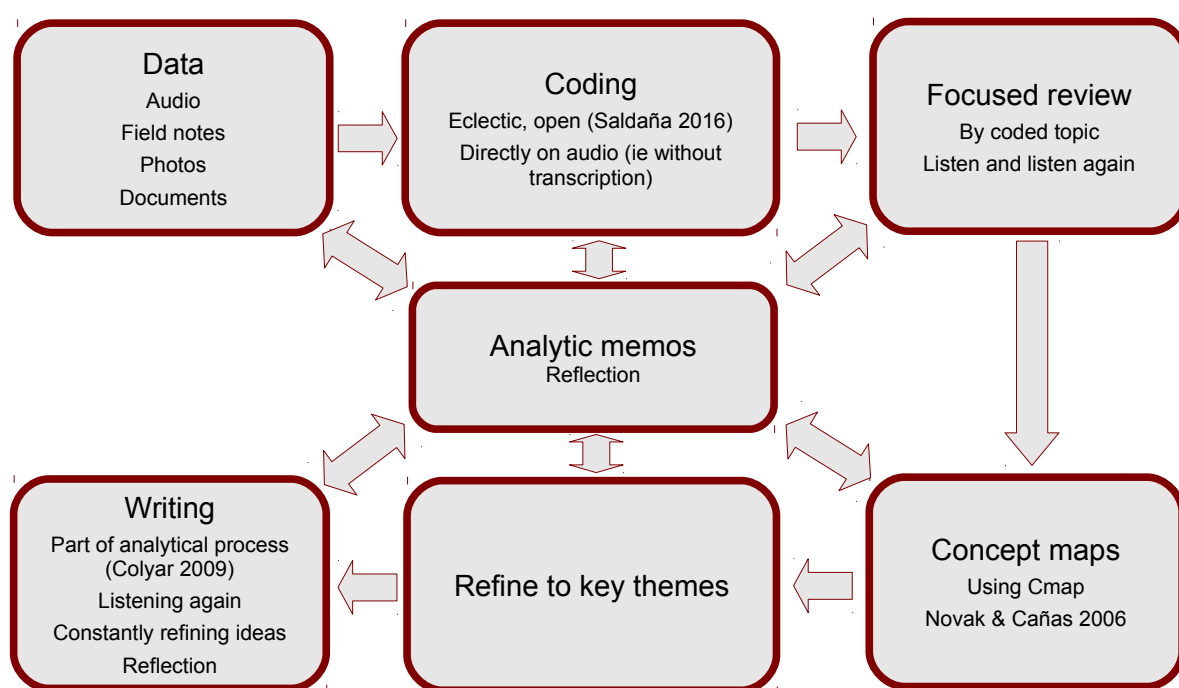 Data
Audio
Field notes
Photos
Documents
Coding
Eclectic, open (Saldaña 2016)
Directly on audio (ie without
transcription)
Focused review
By coded topic
Listen and listen again
Analytic memos
Reflection
Writing
Part of analytical process
(Colyar 2009)
Listening again
Constantly refining ideas
Reflection
Refine to key themes
Concept maps
Using Cmap
Novak & Cañas 2006